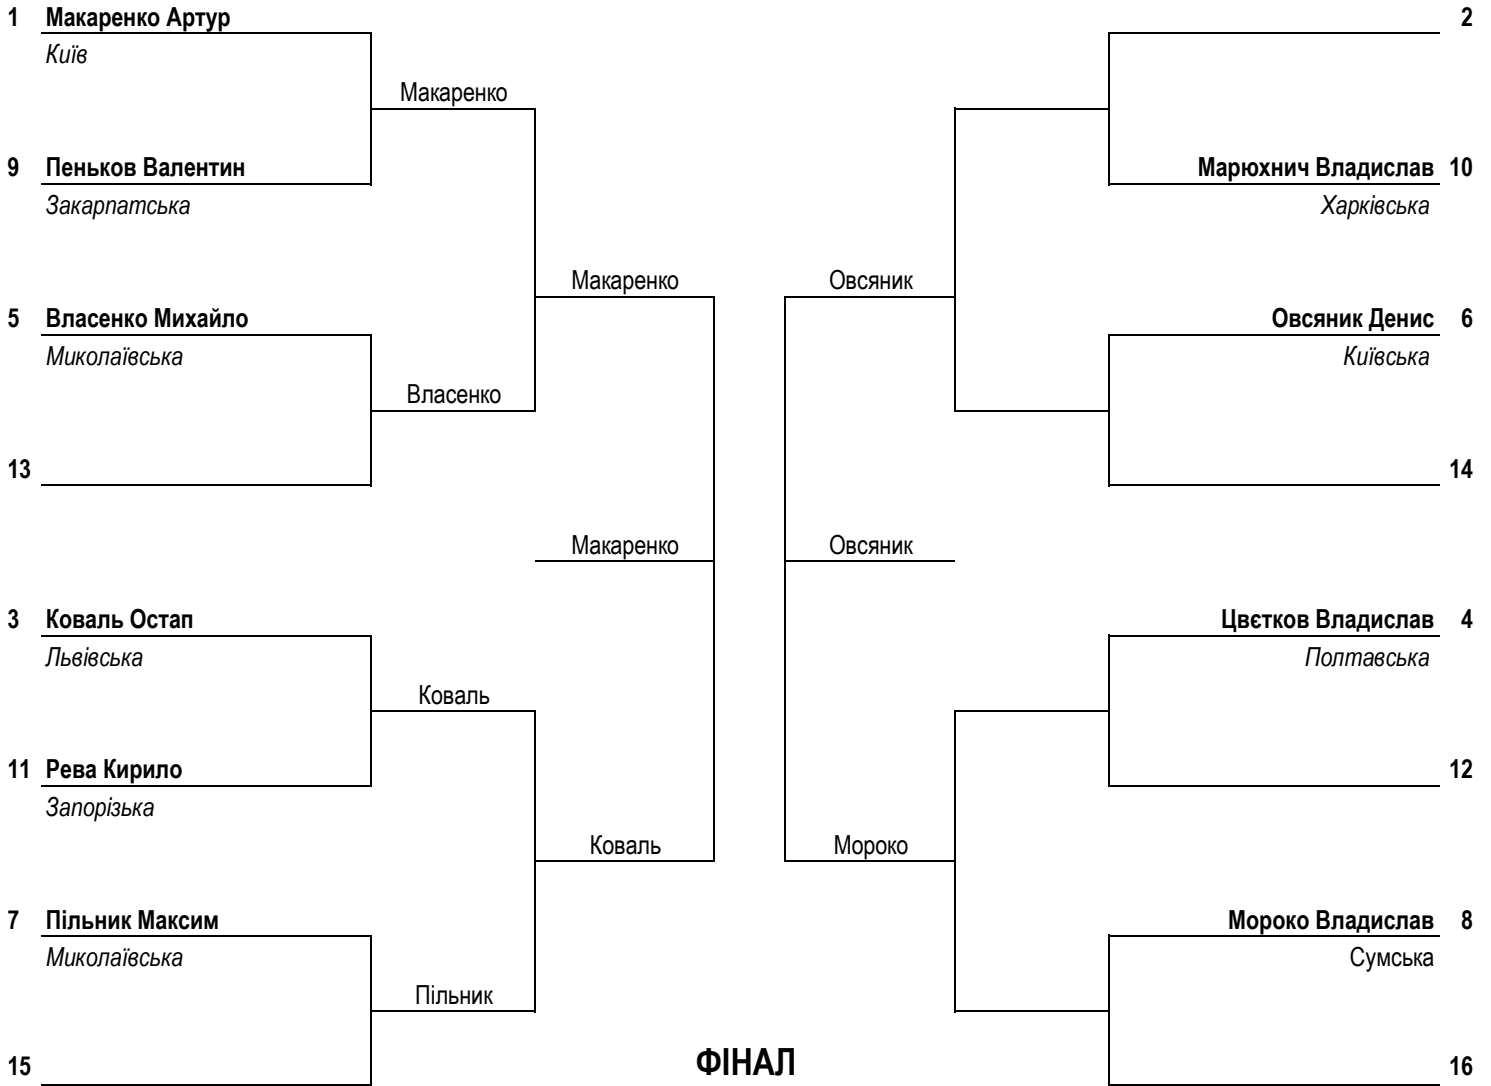 1 Макаренко Артур
2
Київ
Макаренко
9 Пеньков Валентин
Марюхнич Владислав 10
Закарпатська
Харківська
Макаренко
Овсяник
5 Власенко Михайло
Овсяник Денис 6
Миколаївська
Київська
Власенко
13
14
Макаренко
Овсяник
3 Коваль Остап
Цвєтков Владислав 4
Львівська
Полтавська
Коваль
11 Рева Кирило
12
Запорізька
Коваль
Мороко
7 Пільник Максим
Мороко Владислав 8
Миколаївська
Сумська
Пільник
ФІНАЛ
15
16